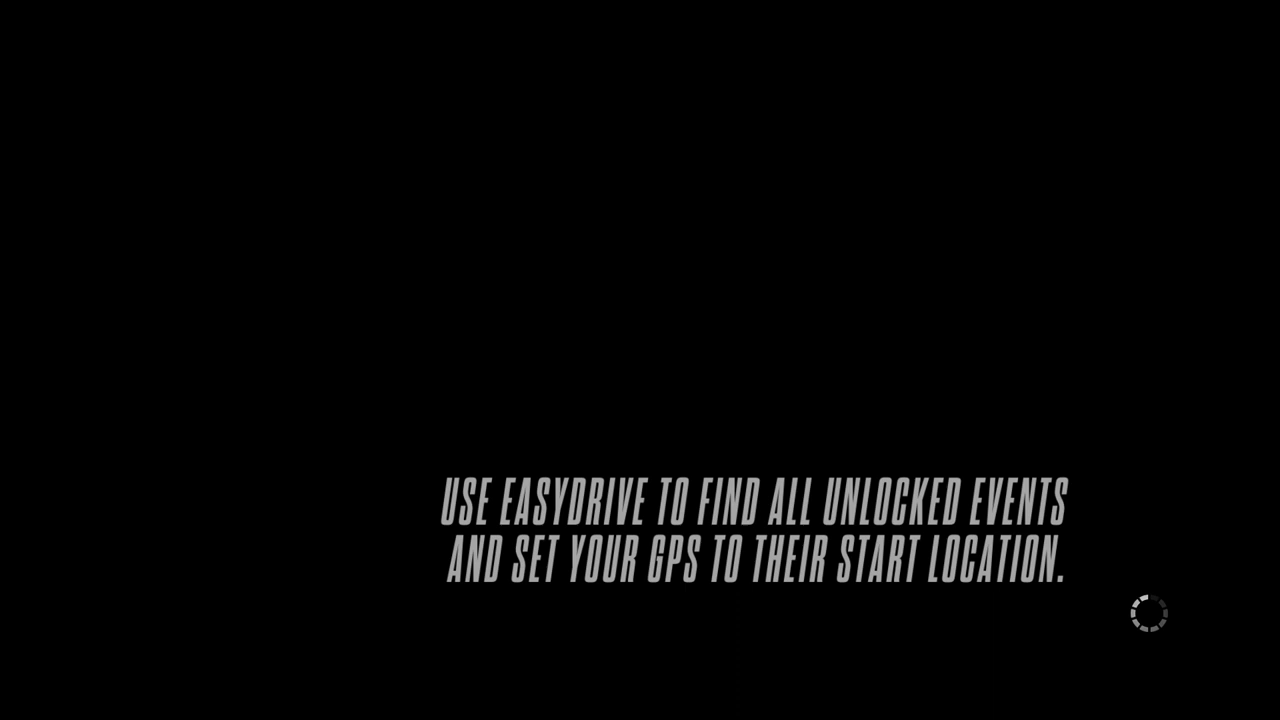 USE EASYDRIVE TO FIND ALL UNLOCKED EVENTS
AND SET YOUR GPS TO THEIR START LOCATION.